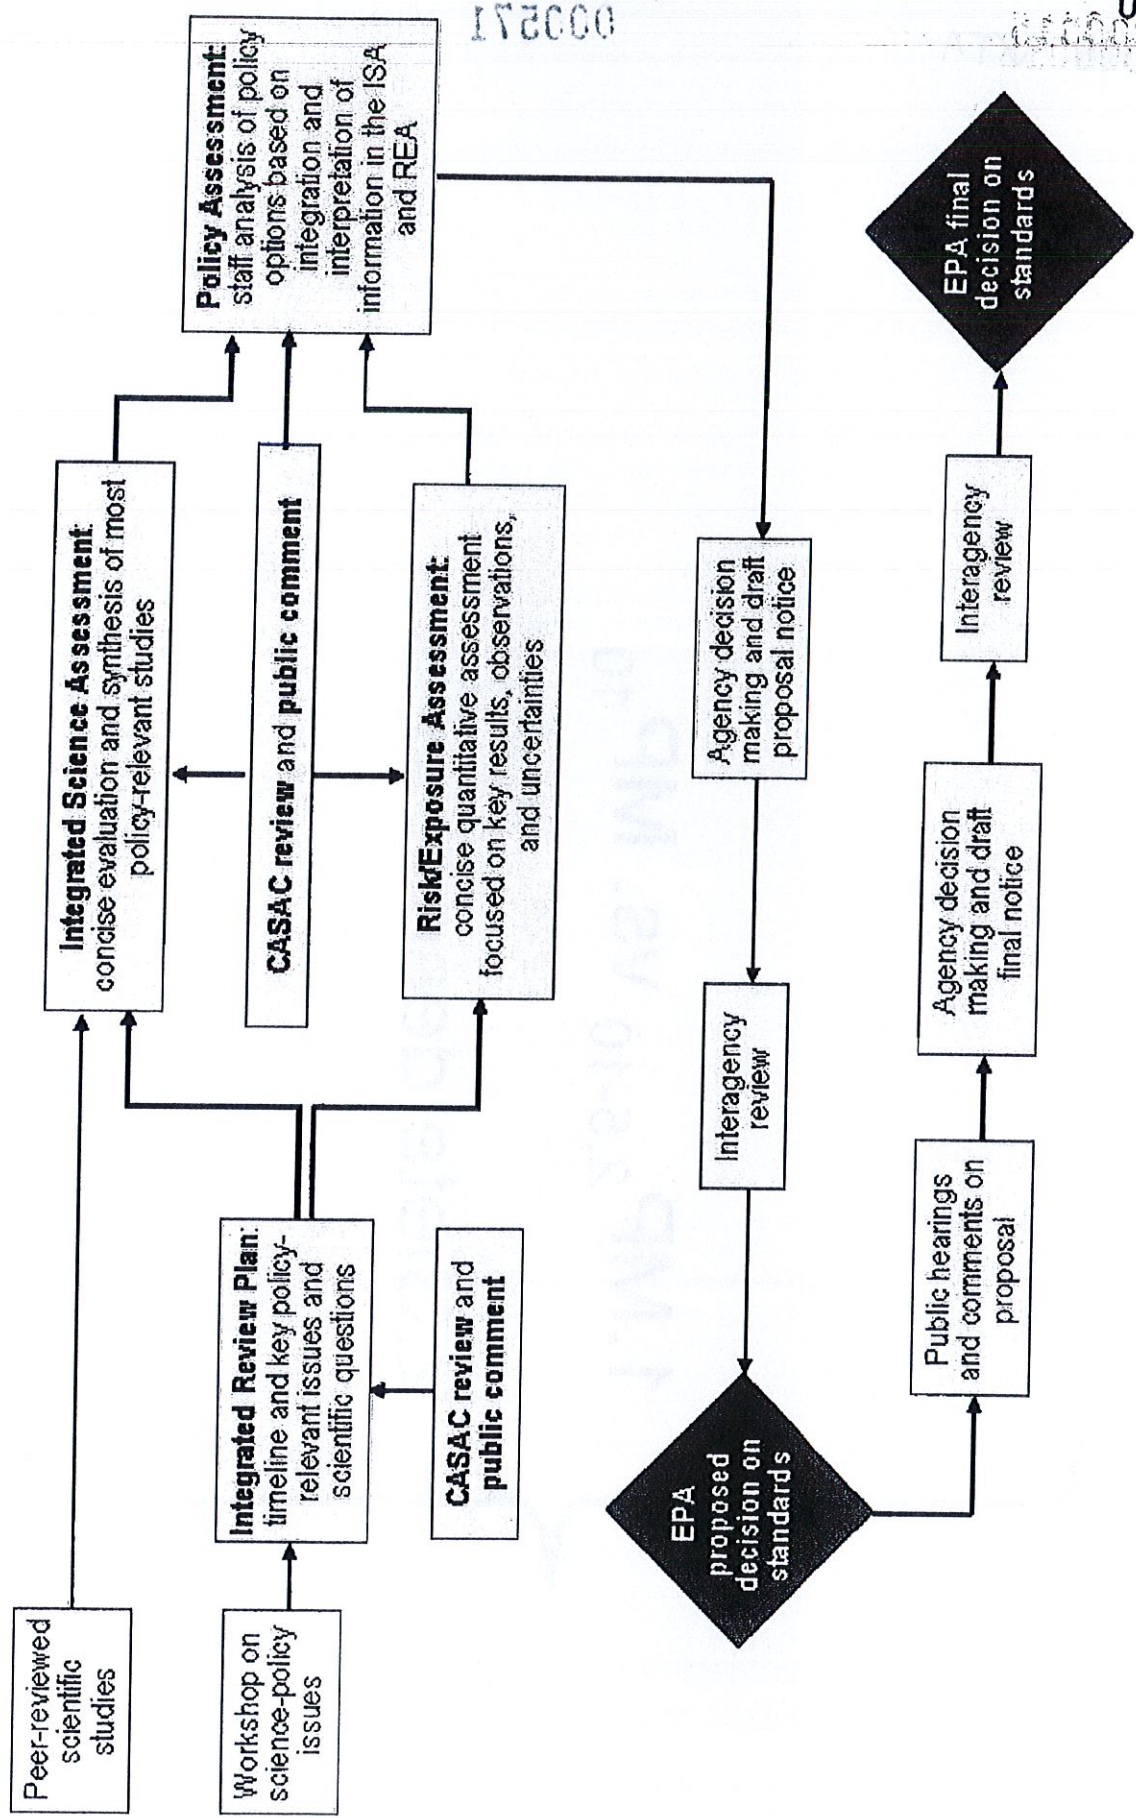 Peer-reviewed
scientific
studies
Workshop on
science-policy
issues
Integrated Review Plan:
timeline and key policy-
relevant issues and
scientific questions
CASAC review and
public comment
Integrated Science Assessment:
concise evaluation and synthesis of most
policy-relevant studies
CASAC review and public comment
Risk/Exposure Assessment:
concise quantitative assessment
focused on key results, observations,
and uncertainties
Policy Assessment:
staff analysis of policy
options based on
integration and
interpretation of
information in the ISA
and REA
Agency decision
making and draft
proposal notice
Interagency
review
EPA
proposed
decision on
standards
Public hearings
and comments on
proposal
Agency decision
making and draft
final notice
Interagency
review
EPA final
decision on
standards
000571